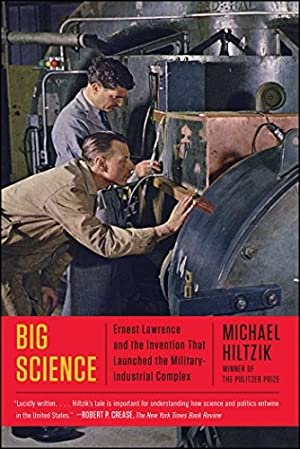 BIG
SCIENCE
Ernest Lawrence
and the Invention That
Launched the Military-
Industrial Complex
MICHAEL
HILTZIK
WINNER OF
THE PULITZER PRIZE
"Lucidly written. . . . Hiltzik's tale is important for understanding how science and politics entwine
in the United States." —ROBERT P. CREASE, The New York Times Book Review